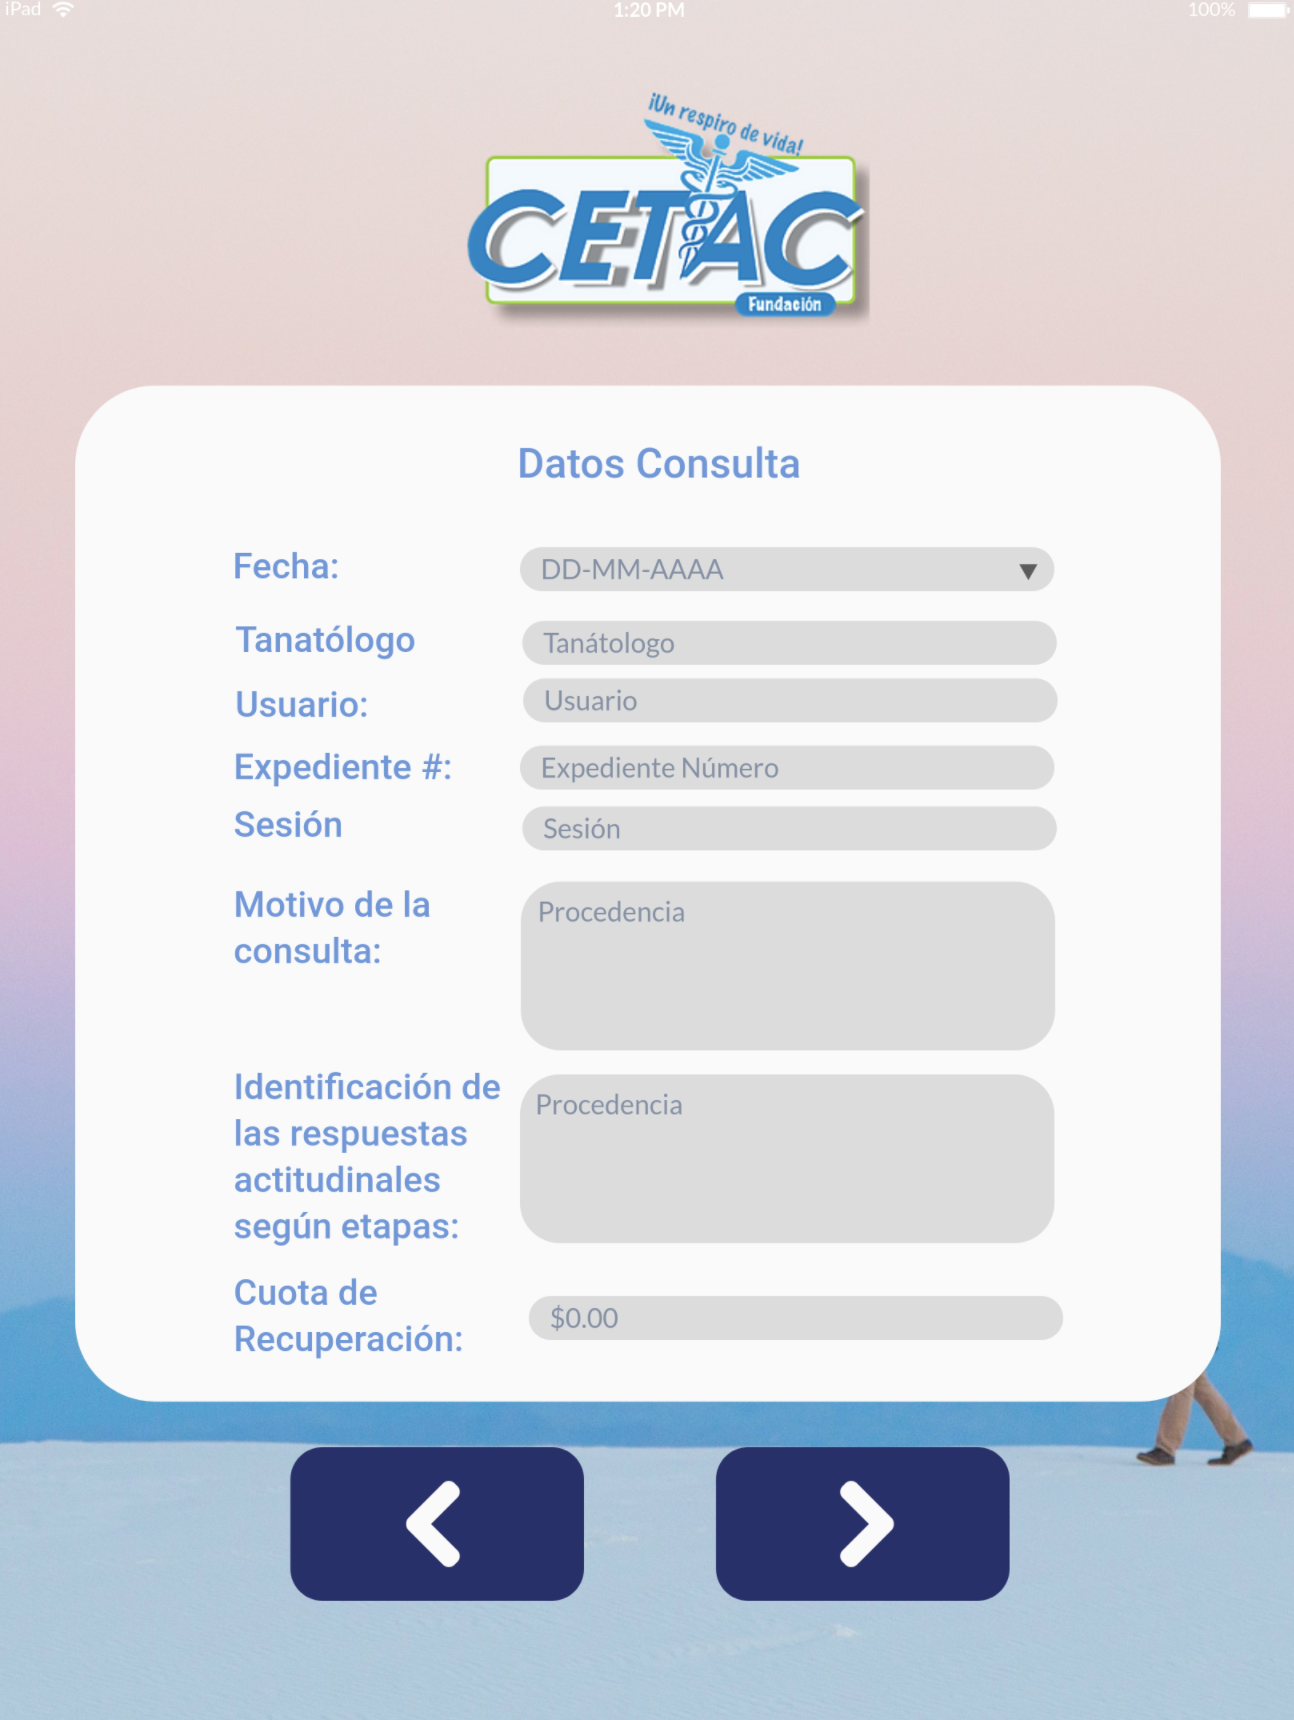 iPad
1:20 PM
100%
¡Un respiro de vida!
CETAC
Fundación
Datos Consulta
Fecha:
DD-MM-AAAA
Tanatólogo
Tanátologo
Usuario:
Usuario
Expediente #:
Expediente Número
Sesión
Sesión
Motivo de la
consulta:
Procedencia
Identificación de
las respuestas
actitudinales
según etapas:
Procedencia
Cuota de
Recuperación:
$0.00